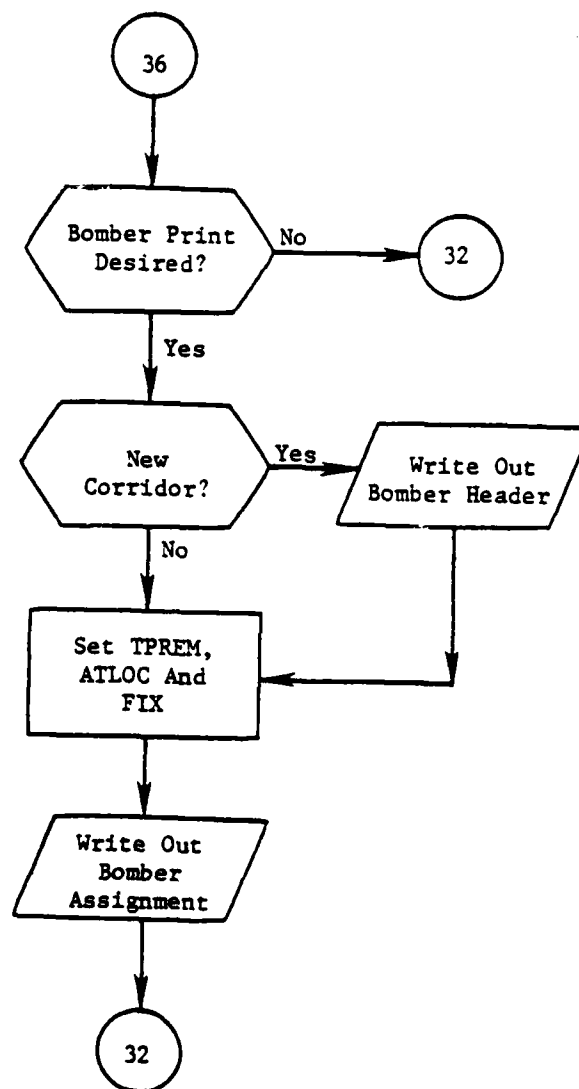 36
Bomber Print
Desired?
No
32
Yes
New
Corridor?
Yes
Write Out
Bomber Header
No
Set TPREM,
ATLOC And
FIX
Write Out
Bomber
Assignment
32